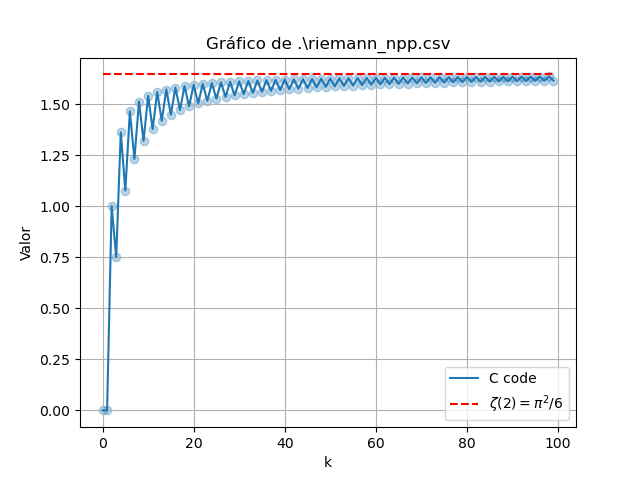 Gráfico de .\riemann_npp.csv
Valor
1.50
1.25
1.00
0.75
0.50
0.25
0.00
0 20 40 60 80 100
k
C code
ζ(2) = π²/6